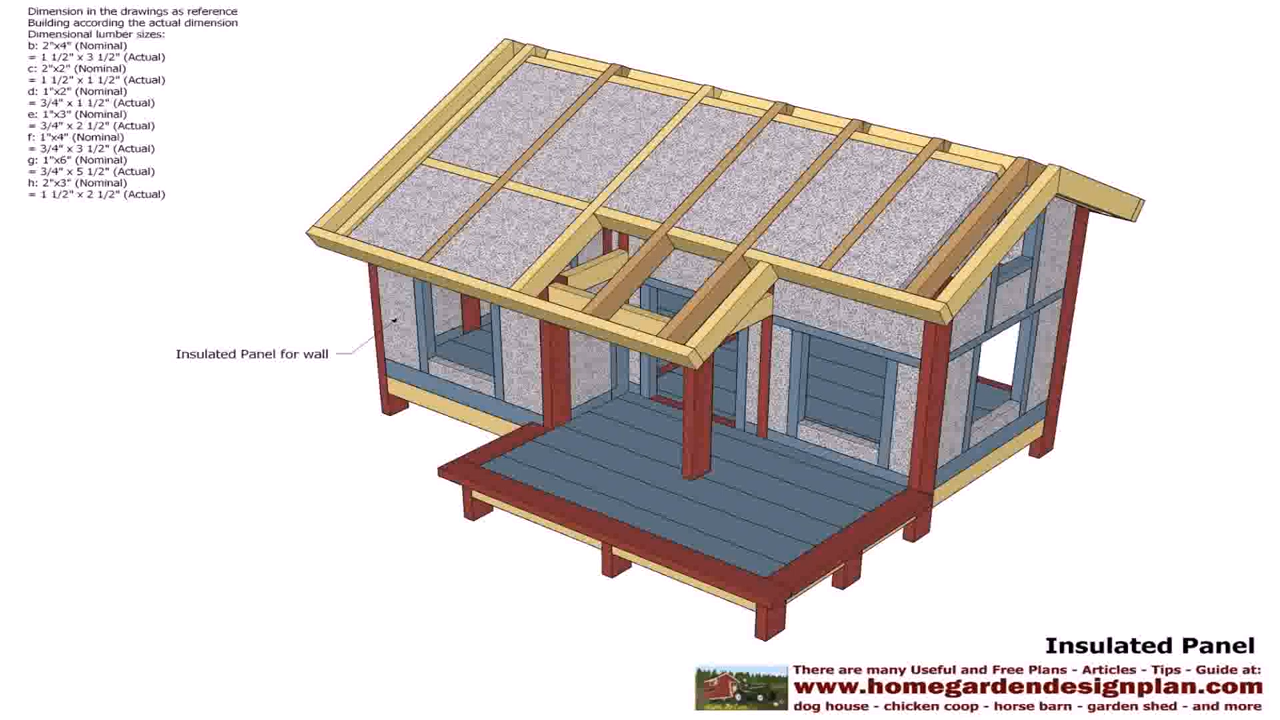 Dimension in the drawings as reference
Building according the actual dimension
Dimensional lumber sizes:
b: 2"x4" (Nominal)
= 1 1/2" x 3 1/2" (Actual)
c: 2"x2" (Nominal)
= 1 1/2" x 1 1/2" (Actual)
d: 1"x2" (Nominal)
= 3/4" x 1 1/2" (Actual)
e: 1"x3" (Nominal)
= 3/4" x 2 1/2" (Actual)
f: 1"x4" (Nominal)
= 3/4" x 3 1/2" (Actual)
g: 1"x6" (Nominal)
= 3/4" x 5 1/2" (Actual)
h: 2"x3" (Nominal)
= 1 1/2" x 2 1/2" (Actual)
Insulated Panel for wall
Insulated Panel
There are many Useful and Free Plans - Articles - Tips - Guide at:
www.homegardendesignplan.com
dog house - chicken coop - horse barn - garden shed - and more